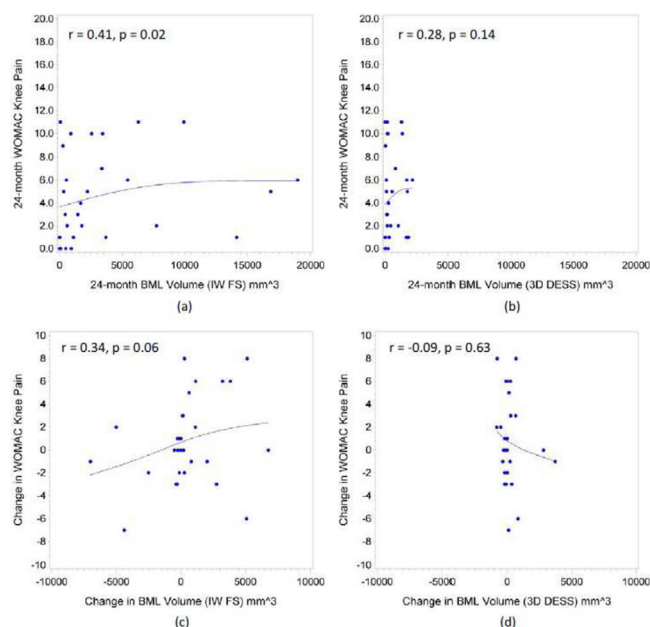 r = 0.41, p = 0.02
24-month WOMAC Knee Pain
20.0
18.0
16.0
14.0
12.0
10.0
8.0
6.0
4.0
2.0
0.0
0 5000 10000 15000 20000
24-month BML Volume (IW FS) mm^3
(a)
r = 0.28, p = 0.14
24-month WOMAC Knee Pain
20.0
18.0
16.0
14.0
12.0
10.0
8.0
6.0
4.0
2.0
0.0
0 5000 10000 15000 20000
24-month BML Volume (3D DESS) mm^3
(b)
r = 0.34, p = 0.06
Change in WOMAC Knee Pain
10
8
6
4
2
0
-2
-4
-6
-8
-10
-10000 -5000 0 5000 10000
Change in BML Volume (IW FS) mm^3
(c)
r = -0.09, p = 0.63
Change in WOMAC Knee Pain
10
8
6
4
2
0
-2
-4
-6
-8
-10
-10000 -5000 0 5000 10000
Change in BML Volume (3D DESS) mm^3
(d)